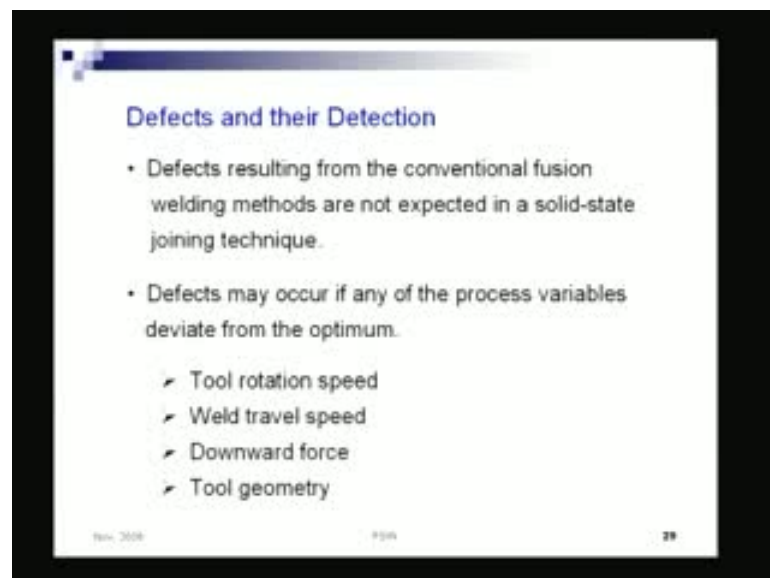 Defects and their Detection
• Defects resulting from the conventional fusion
welding methods are not expected in a solid-state
joining technique.
• Defects may occur if any of the process variables
deviate from the optimum.
➢ Tool rotation speed
➢ Weld travel speed
➢ Downward force
➢ Tool geometry
Nov,
29